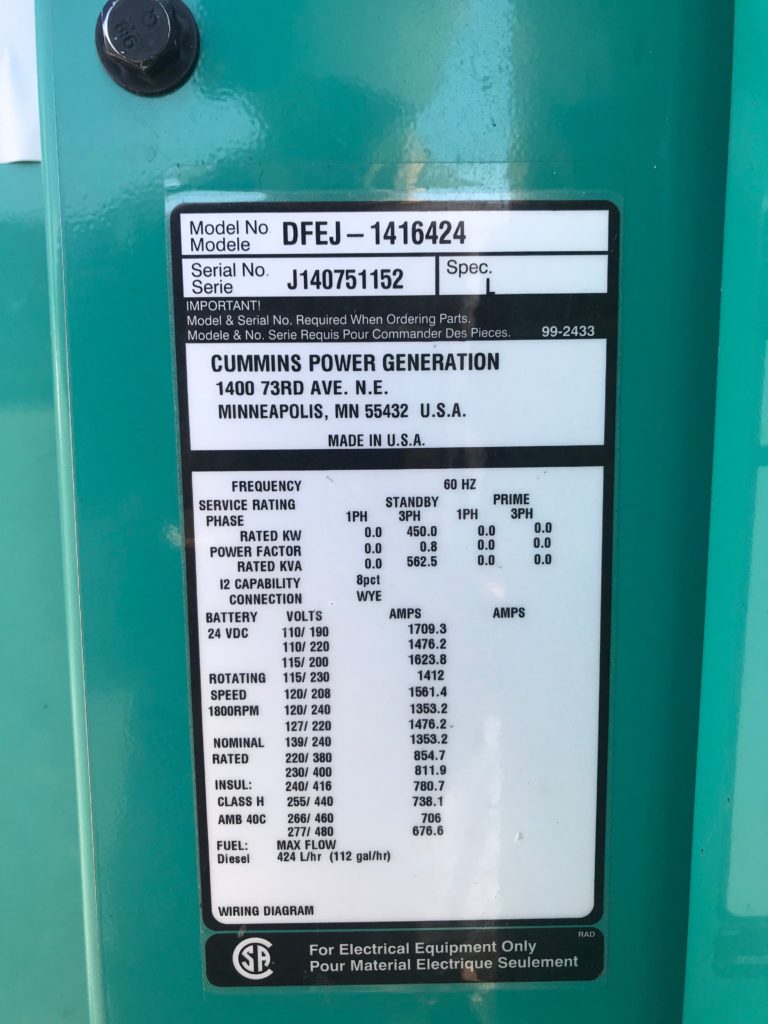 Model No DFEJ – 1416424
Modele
Serial No. J140751152 Spec.
Serie L
IMPORTANT!
Model & Serial No. Required When Ordering Parts.
Modele & No. Serie Requis Pour Commander Des Pieces. 99-2433
CUMMINS POWER GENERATION
1400 73RD AVE. N.E.
MINNEAPOLIS, MN 55432 U.S.A.
MADE IN U.S.A.
FREQUENCY 60 HZ
SERVICE RATING STANDBY PRIME
PHASE 1PH 3PH 1PH 3PH
RATED KW 0.0 450.0 0.0 0.0
POWER FACTOR 0.0 0.8 0.0 0.0
RATED KVA 0.0 562.5 0.0 0.0
I2 CAPABILITY 8pct
CONNECTION WYE
BATTERY VOLTS AMPS AMPS
24 VDC 110/ 190 1709.3
110/ 220 1476.2
115/ 200 1623.8
ROTATING 115/ 230 1412
SPEED 120/ 208 1561.4
1800RPM 120/ 240 1353.2
127/ 220 1476.2
NOMINAL 139/ 240 1353.2
RATED 220/ 380 854.7
230/ 400 811.9
INSUL: 240/ 416 780.7
CLASS H 255/ 440 738.1
AMB 40C 266/ 460 706
277/ 480 676.6
FUEL: MAX FLOW
Diesel 424 L/hr (112 gal/hr)
WIRING DIAGRAM
RAD
CSA For Electrical Equipment Only
Pour Material Electrique Seulement